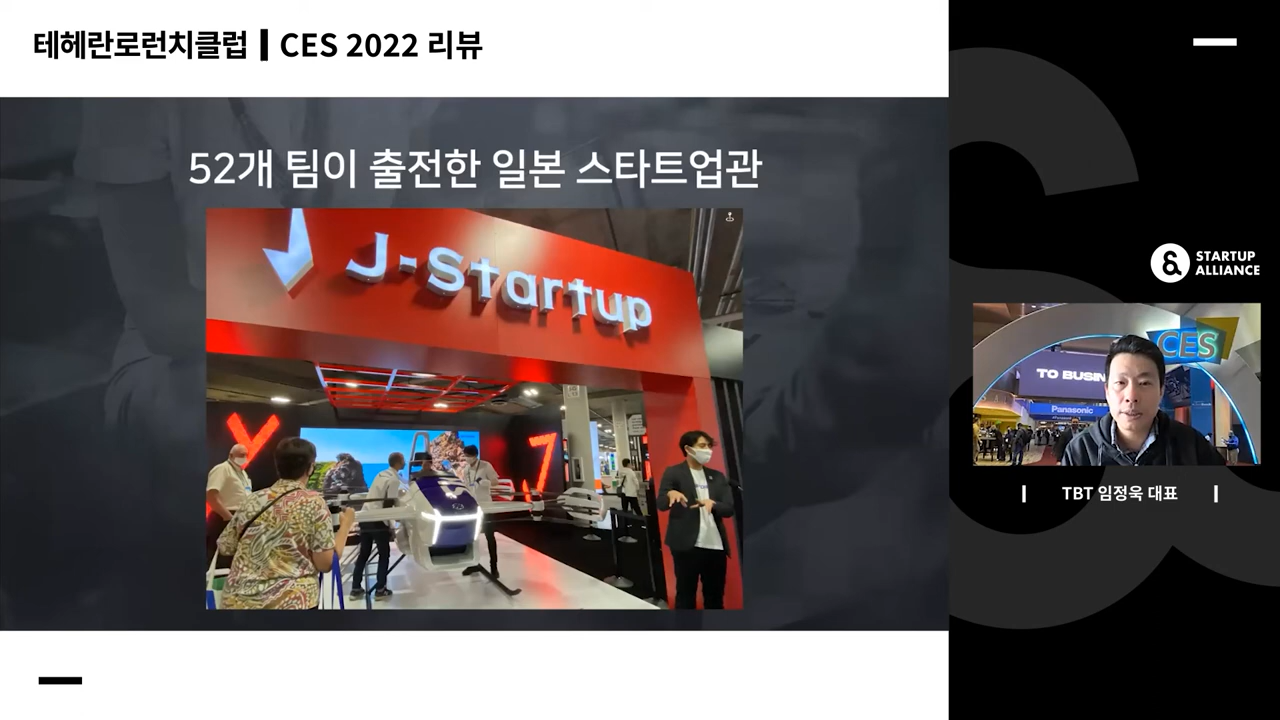 테헤란로런치클럽 | CES 2022 리뷰
52개 팀이 출전한 일본 스타트업관
J-Startup
STARTUP
ALLIANCE
CES
TO BUSIN
Panasonic
TBT 임정욱 대표